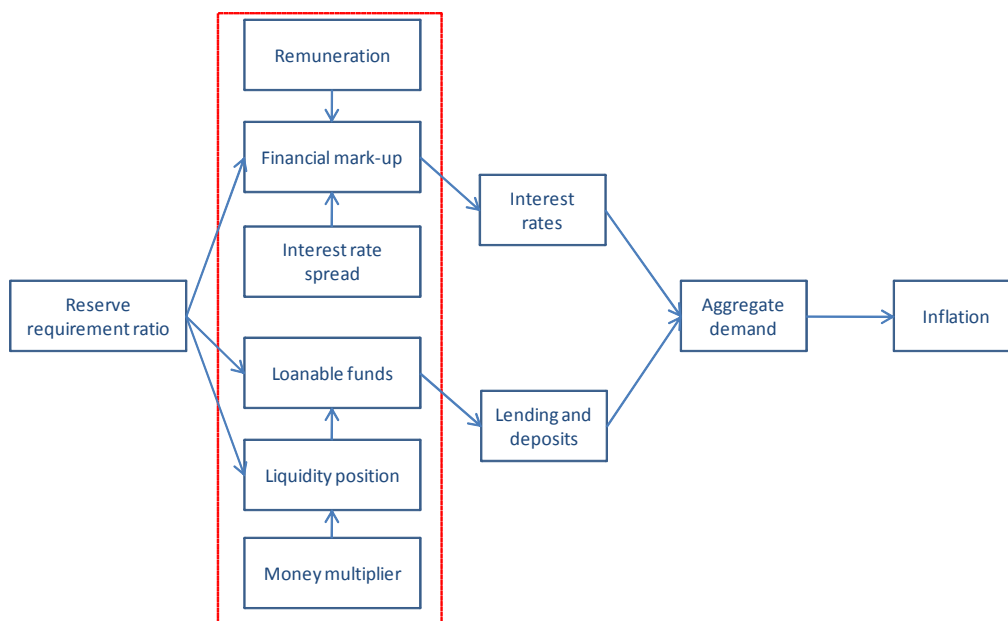 Remuneration
Financial mark-up
Interest rate
spread
Reserve
requirement ratio
Loanable funds
Liquidity position
Money multiplier
Interest
rates
Lending and
deposits
Aggregate
demand
Inflation